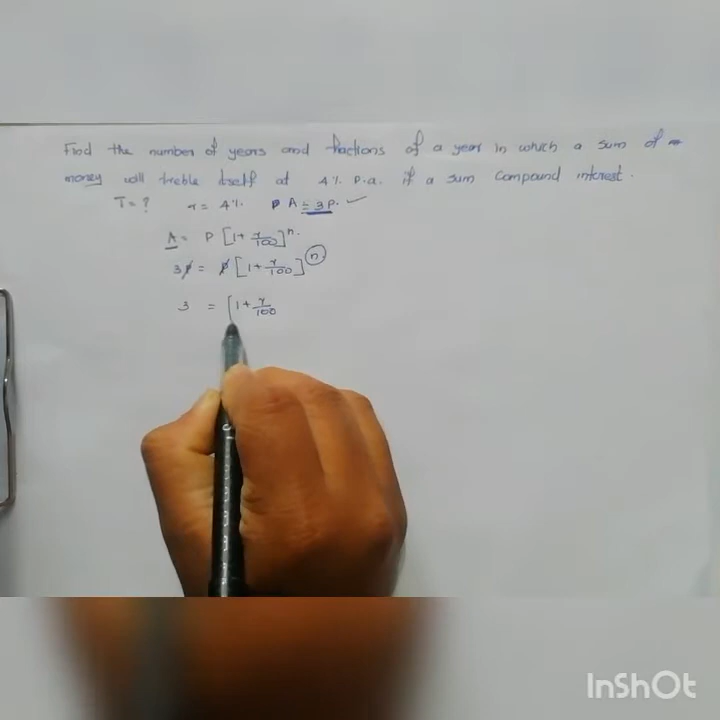 Find the number of years and fractions of a year in which a sum of
money will treble itself at 4% p.a. if a sum compound interest.
T = ? r = 4% P A = 3P. ✓
A = P [1 + r/100]^n.
3P = P [1 + r/100]^n
3 = [1 + r/100
InShOt